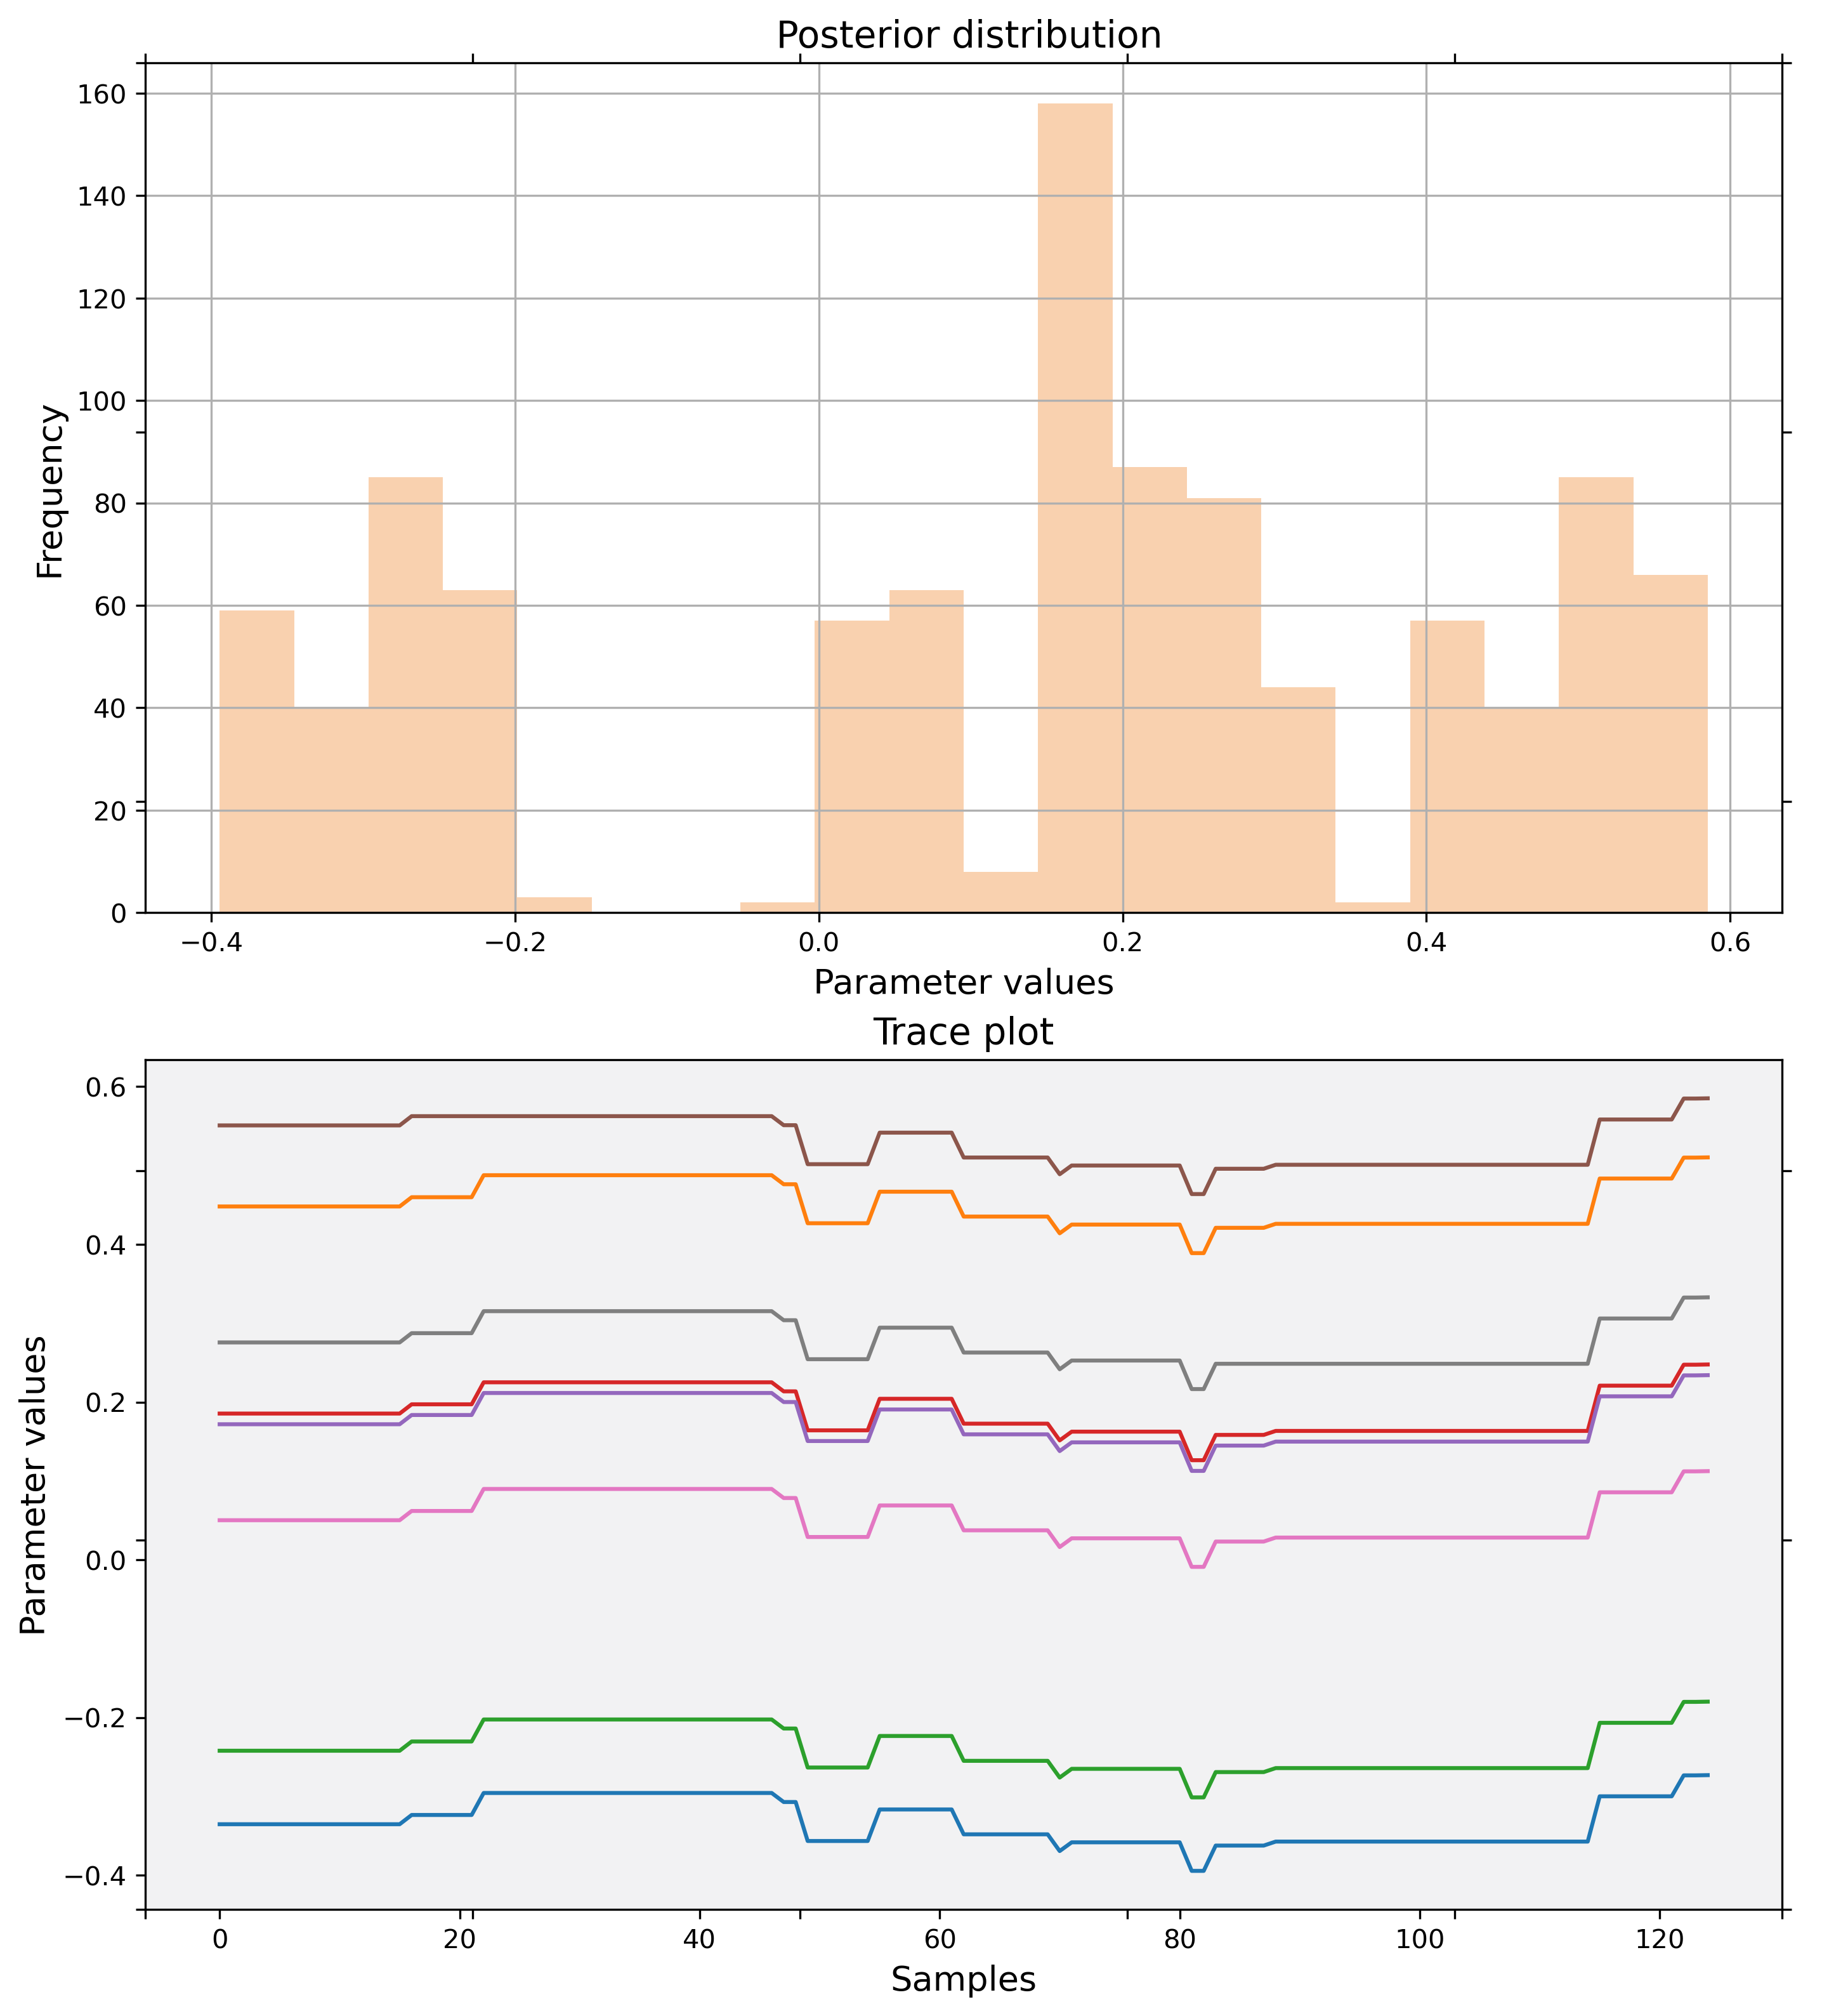 Posterior distribution
160
140
120
100
80
60
40
20
0
Frequency
−0.4 −0.2 0.0 0.2 0.4 0.6
Parameter values
Trace plot
0.6
0.4
0.2
0.0
−0.2
−0.4
Parameter values
0 20 40 60 80 100 120
Samples